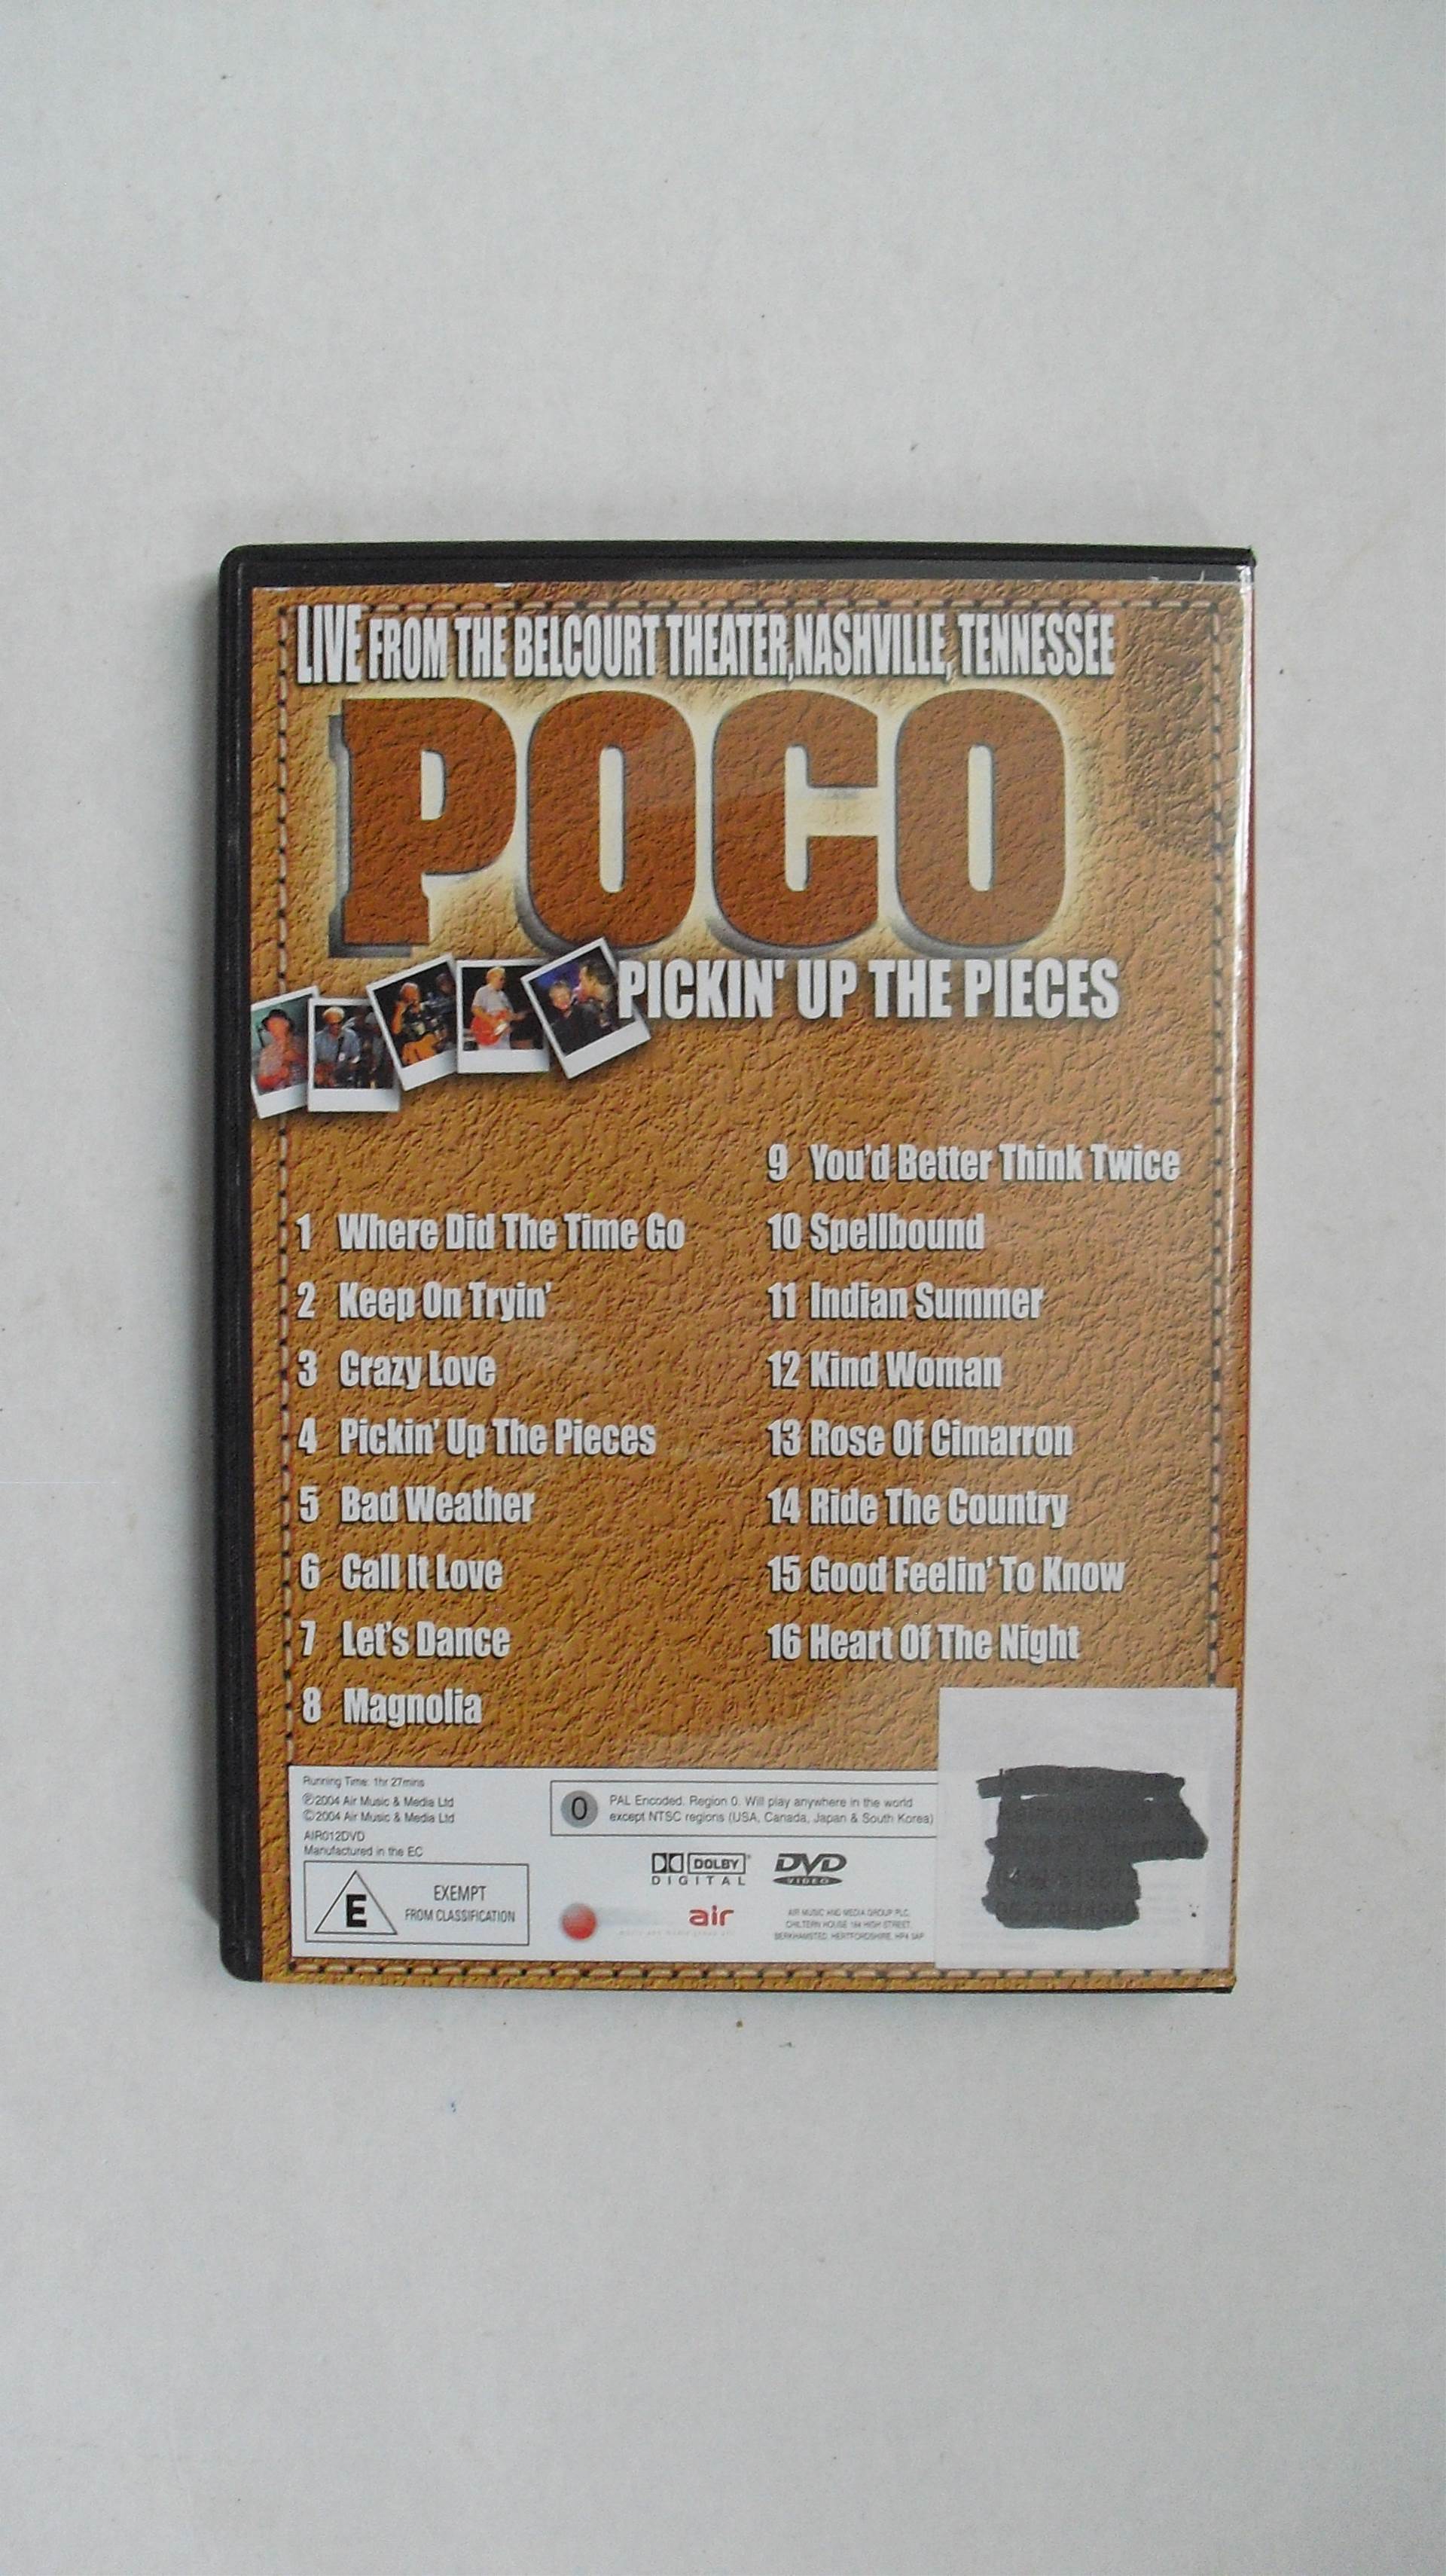 LIVE FROM THE BELCOURT THEATER,NASHVILLE, TENNESSEE
POCO
PICKIN' UP THE PIECES
1 Where Did The Time Go
2 Keep On Tryin'
3 Crazy Love
4 Pickin' Up The Pieces
5 Bad Weather
6 Call It Love
7 Let's Dance
8 Magnolia
9 You'd Better Think Twice
10 Spellbound
11 Indian Summer
12 Kind Woman
13 Rose Of Cimarron
14 Ride The Country
15 Good Feelin' To Know
16 Heart Of The Night
Running Time: 1hr 27mins
℗2004 Air Music & Media Ltd
©2004 Air Music & Media Ltd
AIR012DVD
Manufactured in the EC
E
EXEMPT
FROM CLASSIFICATION
0
PAL Encoded. Region 0. Will play anywhere in the world
except NTSC regions (USA, Canada, Japan & South Korea)
DOLBY
DIGITAL
DVD
VIDEO
air
AIR MUSIC AND MEDIA GROUP PLC,
CHILTERN HOUSE 184 HIGH STREET,
BERKHAMSTED, HERTFORDSHIRE, HP4 3AP